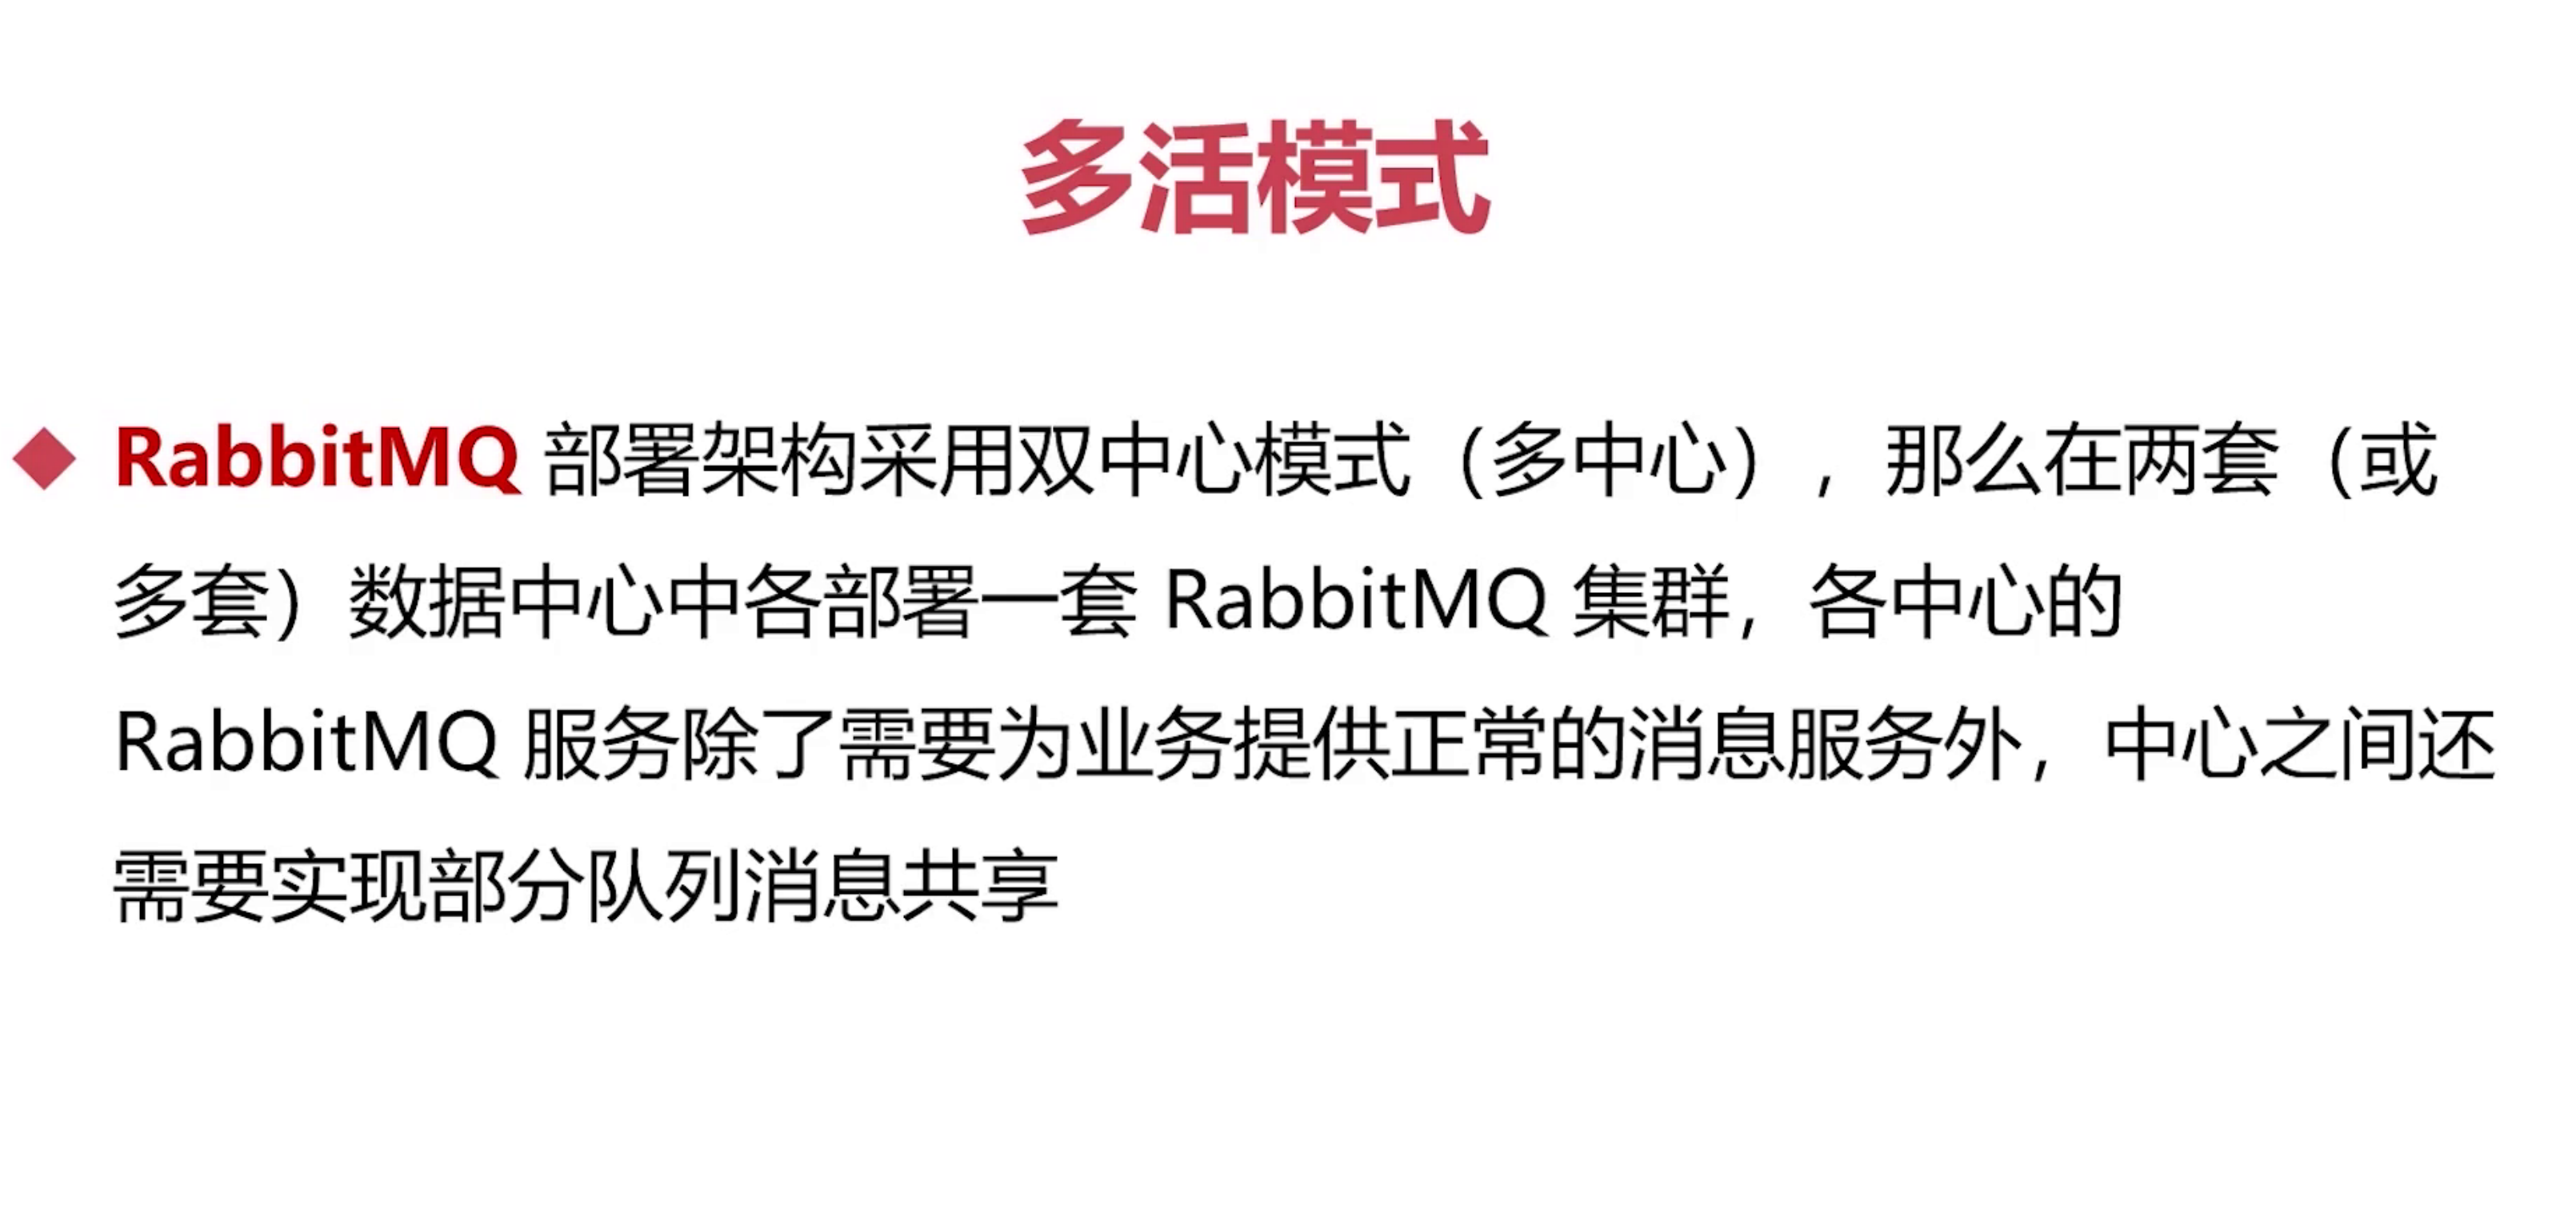 多活模式
RabbitMQ 部署架构采用双中心模式（多中心），那么在两套（或
多套）数据中心中各部署一套 RabbitMQ 集群，各中心的
RabbitMQ 服务除了需要为业务提供正常的消息服务外，中心之间还
需要实现部分队列消息共享